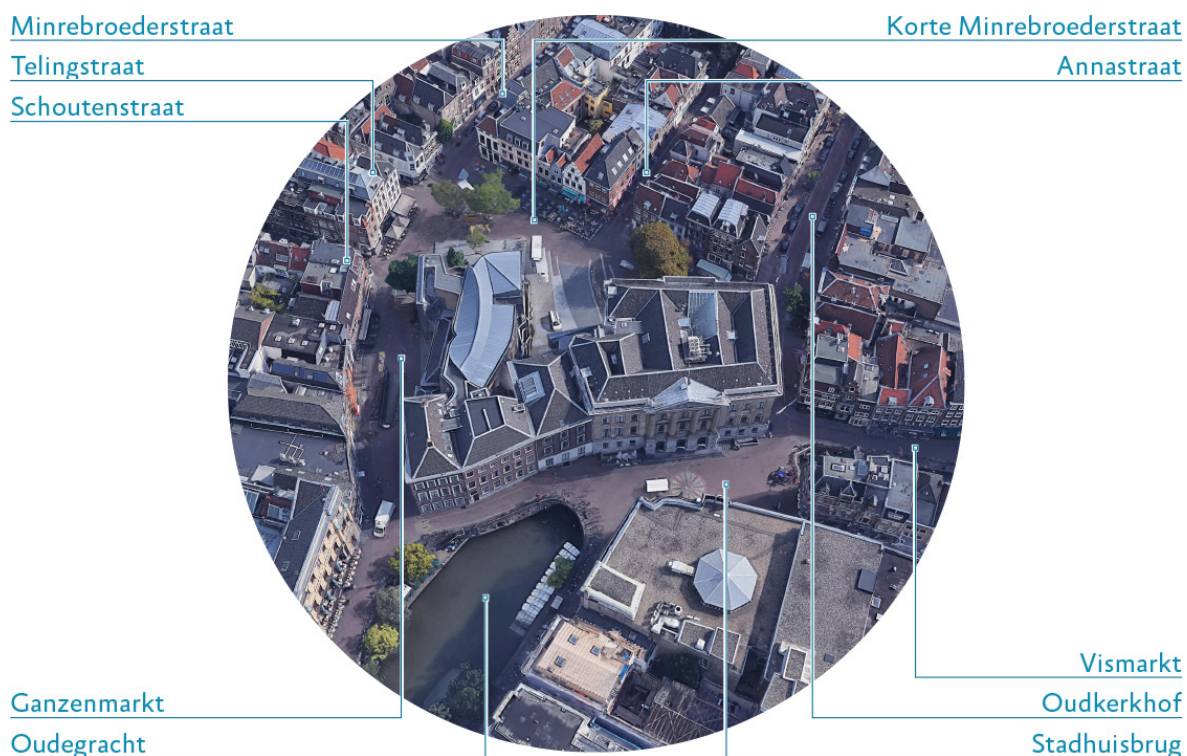 Minrebroederstraat
Telingstraat
Schoutenstraat
Korte Minrebroederstraat
Annastraat
Ganzenmarkt
Oudegracht
Vismarkt
Oudkerkhof
Stadhuisbrug